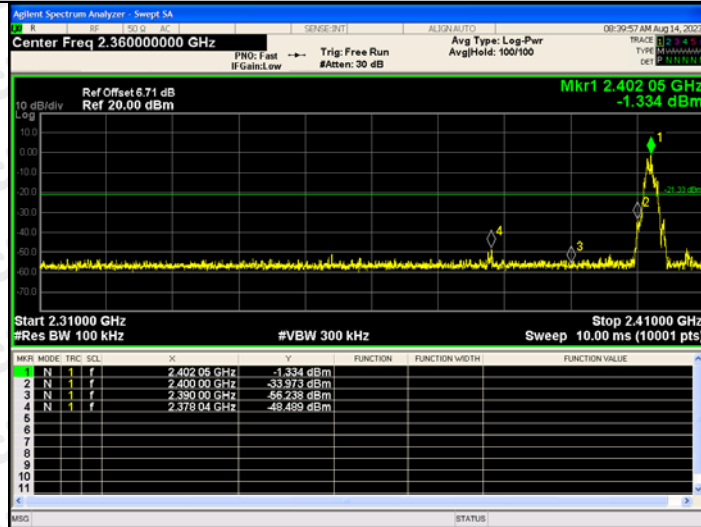 Agilent Spectrum Analyzer - Swept SA
R RF 50 Ω AC SENSE:INT ALIGN AUTO 08:39:57 AM Aug 14, 2023
Center Freq 2.360000000 GHz
PNO: Fast Trig: Free Run Avg Type: Log-Pwr TRACE 1 2 3 4 5
IFGain:Low #Atten: 30 dB Avg|Hold: 100/100 TYPE M
DET P N N N N
Mkr1 2.402 05 GHz
-1.334 dBm
Ref Offset 6.71 dB
10 dB/div Ref 20.00 dBm
Log
10.0
0.00
-10.0
-20.0
-30.0
-40.0
-50.0
-60.0
-70.0
1
-21.33 dBm
2
4
3
Start 2.31000 GHz Stop 2.41000 GHz
#Res BW 100 kHz #VBW 300 kHz Sweep 10.00 ms (10001 pts)
MKR MODE TRC SCL X Y FUNCTION FUNCTION WIDTH FUNCTION VALUE
1 N 1 f 2.402 05 GHz -1.334 dBm
2 N 1 f 2.400 00 GHz -33.973 dBm
3 N 1 f 2.390 00 GHz -56.238 dBm
4 N 1 f 2.378 04 GHz -48.489 dBm
5
6
7
8
9
10
11
MSG STATUS